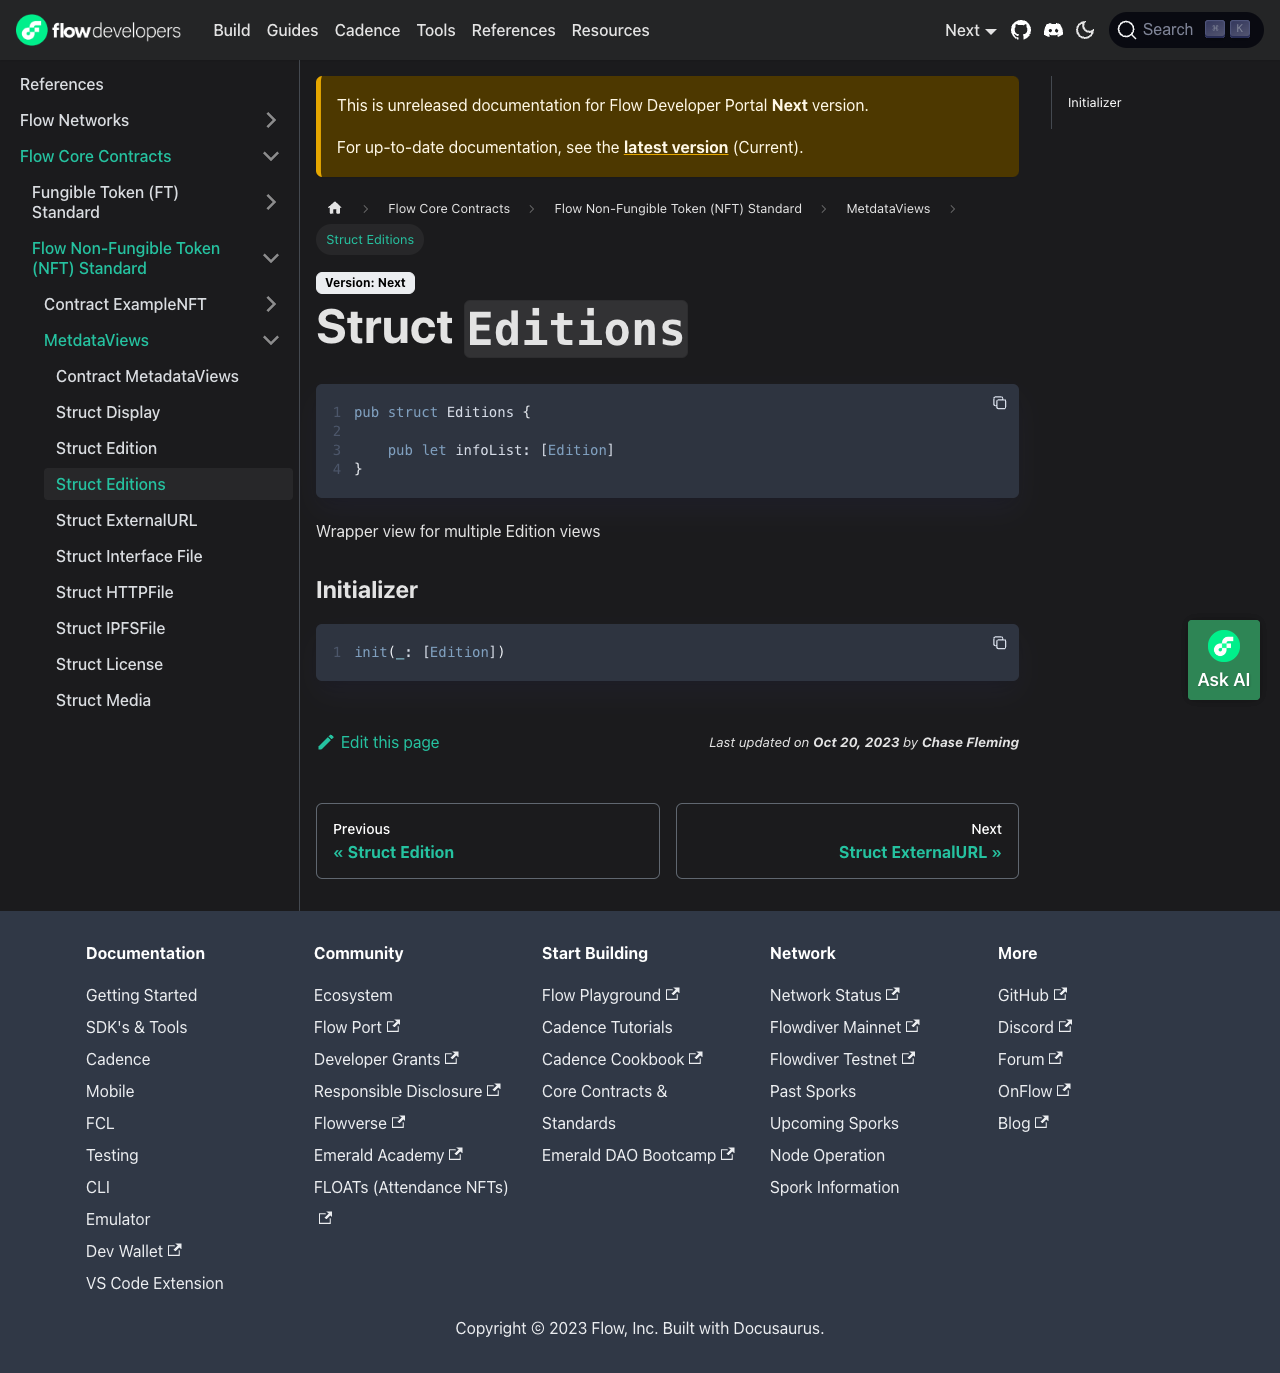 flowdevelopers
Build
Guides
Cadence
Tools
References
Resources
Next
Search
⌘
K
References
Flow Networks
Flow Core Contracts
Fungible Token (FT)
Standard
Flow Non-Fungible Token
(NFT) Standard
Contract ExampleNFT
MetdataViews
Contract MetadataViews
Struct Display
Struct Edition
Struct Editions
Struct ExternalURL
Struct Interface File
Struct HTTPFile
Struct IPFSFile
Struct License
Struct Media
This is unreleased documentation for Flow Developer Portal Next version.
For up-to-date documentation, see the latest version (Current).
Flow Core Contracts
Flow Non-Fungible Token (NFT) Standard
MetdataViews
Struct Editions
Version: Next
Struct Editions
1 pub struct Editions {
2
3     pub let infoList: [Edition]
4 }
Wrapper view for multiple Edition views
Initializer
1 init(_: [Edition])
Edit this page
Last updated on Oct 20, 2023 by Chase Fleming
Previous
« Struct Edition
Next
Struct ExternalURL »
Initializer
Ask AI
Documentation
Getting Started
SDK's & Tools
Cadence
Mobile
FCL
Testing
CLI
Emulator
Dev Wallet
VS Code Extension
Community
Ecosystem
Flow Port
Developer Grants
Responsible Disclosure
Flowverse
Emerald Academy
FLOATs (Attendance NFTs)
Start Building
Flow Playground
Cadence Tutorials
Cadence Cookbook
Core Contracts &
Standards
Emerald DAO Bootcamp
Network
Network Status
Flowdiver Mainnet
Flowdiver Testnet
Past Sporks
Upcoming Sporks
Node Operation
Spork Information
More
GitHub
Discord
Forum
OnFlow
Blog
Copyright © 2023 Flow, Inc. Built with Docusaurus.